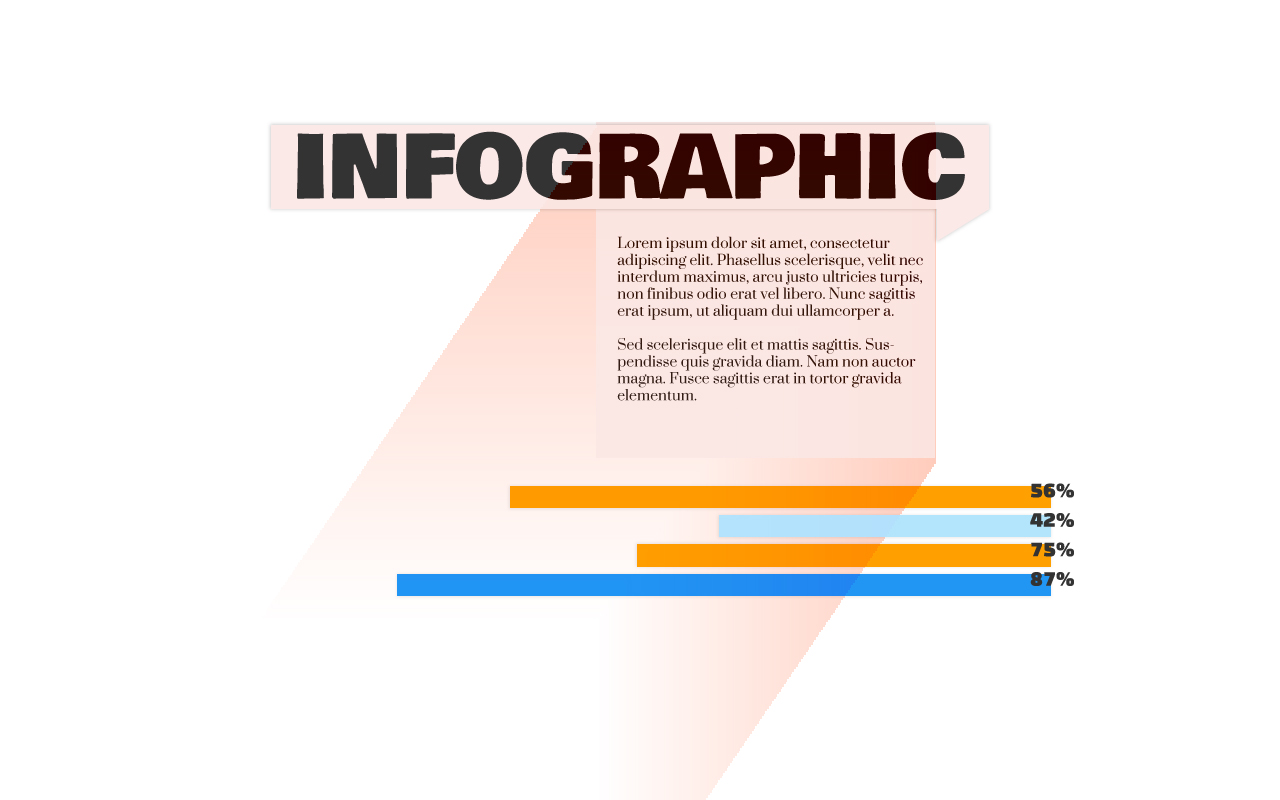 INFOGRAPHIC
Lorem ipsum dolor sit amet, consectetur
adipiscing elit. Phasellus scelerisque, velit nec
interdum maximus, arcu justo ultricies turpis,
non finibus odio erat vel libero. Nunc sagittis
erat ipsum, ut aliquam dui ullamcorper a.
Sed scelerisque elit et mattis sagittis. Sus-
pendisse quis gravida diam. Nam non auctor
magna. Fusce sagittis erat in tortor gravida
elementum.
56%
42%
75%
87%